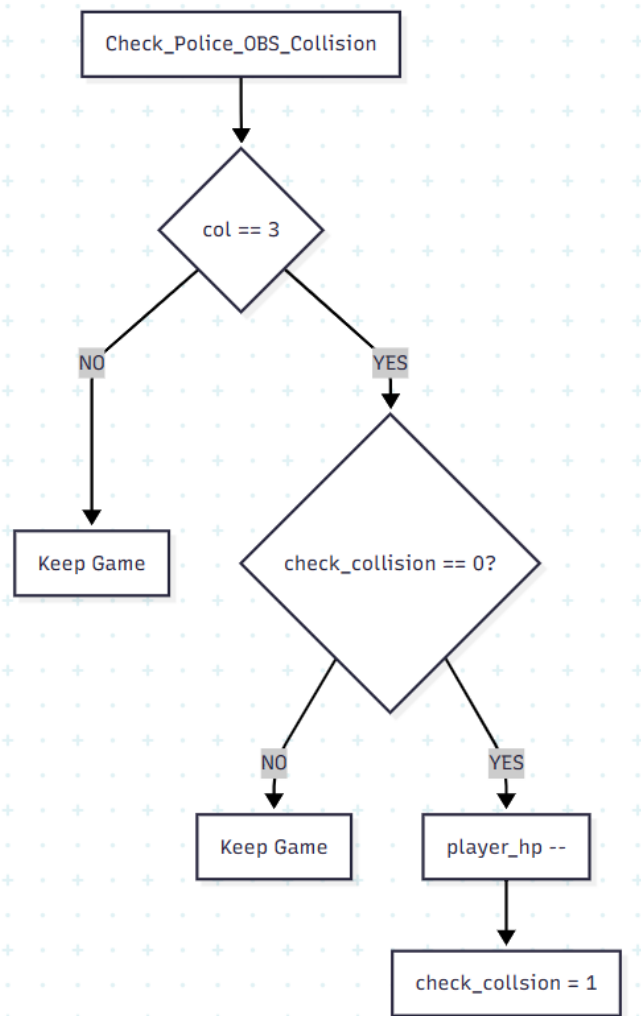 Check_Police_OBS_Collision
col == 3
NO
YES
Keep Game
check_collision == 0?
NO
YES
Keep Game
player_hp --
check_collsion = 1